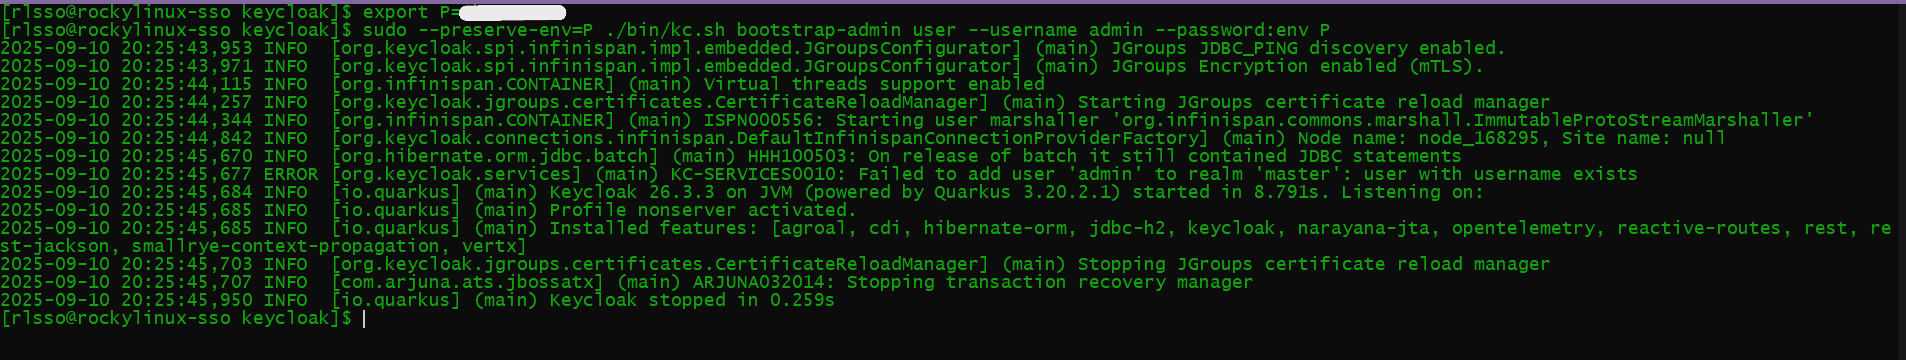 [rlsso@rockylinux-sso keycloak]$ export P=
[rlsso@rockylinux-sso keycloak]$ sudo --preserve-env=P ./bin/kc.sh bootstrap-admin user --username admin --password:env P
2025-09-10 20:25:43,953 INFO  [org.keycloak.spi.infinispan.impl.embedded.JGroupsConfigurator] (main) JGroups JDBC_PING discovery enabled.
2025-09-10 20:25:43,971 INFO  [org.keycloak.spi.infinispan.impl.embedded.JGroupsConfigurator] (main) JGroups Encryption enabled (mTLS).
2025-09-10 20:25:44,115 INFO  [org.infinispan.CONTAINER] (main) Virtual threads support enabled
2025-09-10 20:25:44,257 INFO  [org.keycloak.jgroups.certificates.CertificateReloadManager] (main) Starting JGroups certificate reload manager
2025-09-10 20:25:44,344 INFO  [org.infinispan.CONTAINER] (main) ISPN000556: Starting user marshaller 'org.infinispan.commons.marshall.ImmutableProtoStreamMarshaller'
2025-09-10 20:25:44,842 INFO  [org.keycloak.connections.infinispan.DefaultInfinispanConnectionProviderFactory] (main) Node name: node_168295, Site name: null
2025-09-10 20:25:45,670 INFO  [org.hibernate.orm.jdbc.batch] (main) HHH100503: On release of batch it still contained JDBC statements
2025-09-10 20:25:45,677 ERROR [org.keycloak.services] (main) KC-SERVICES0010: Failed to add user 'admin' to realm 'master': user with username exists
2025-09-10 20:25:45,684 INFO  [io.quarkus] (main) Keycloak 26.3.3 on JVM (powered by Quarkus 3.20.2.1) started in 8.791s. Listening on:
2025-09-10 20:25:45,685 INFO  [io.quarkus] (main) Profile nonserver activated.
2025-09-10 20:25:45,685 INFO  [io.quarkus] (main) Installed features: [agroal, cdi, hibernate-orm, jdbc-h2, keycloak, narayana-jta, opentelemetry, reactive-routes, rest, re
st-jackson, smallrye-context-propagation, vertx]
2025-09-10 20:25:45,703 INFO  [org.keycloak.jgroups.certificates.CertificateReloadManager] (main) Stopping JGroups certificate reload manager
2025-09-10 20:25:45,707 INFO  [com.arjuna.ats.jbossatx] (main) ARJUNA032014: Stopping transaction recovery manager
2025-09-10 20:25:45,950 INFO  [io.quarkus] (main) Keycloak stopped in 0.259s
[rlsso@rockylinux-sso keycloak]$